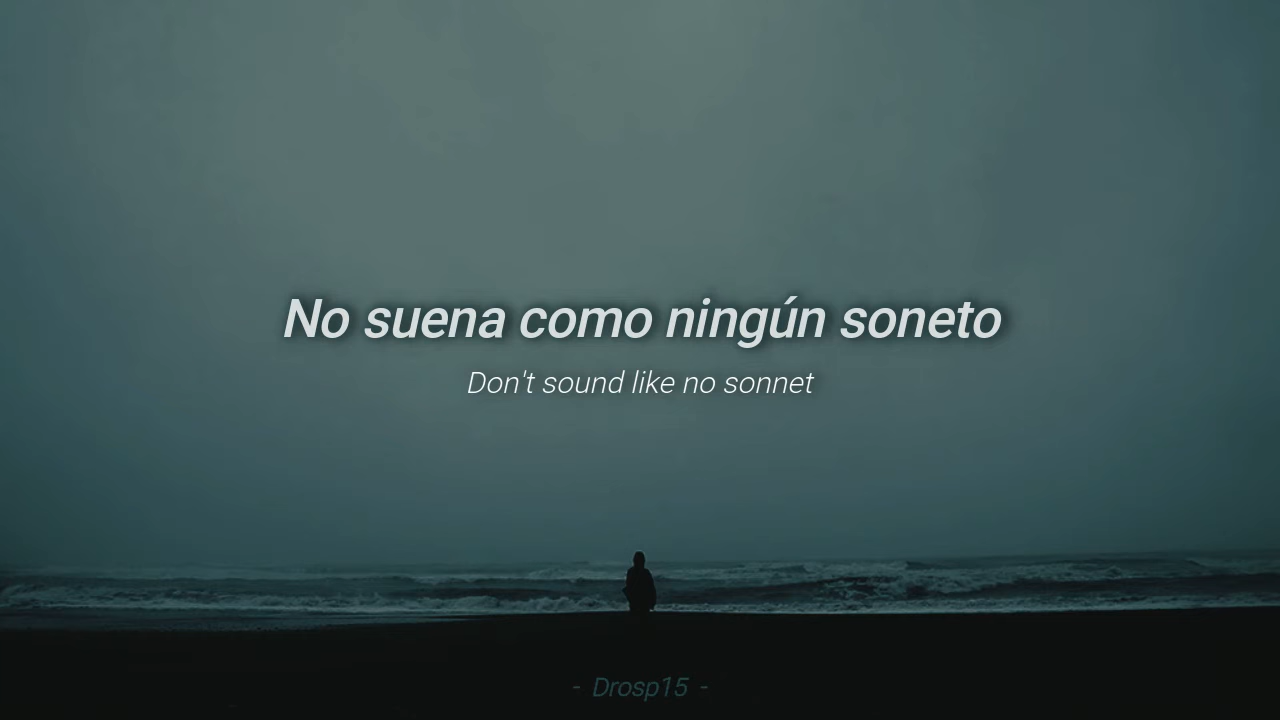 No suena como ningún soneto
Don't sound like no sonnet
- Drosp15 -